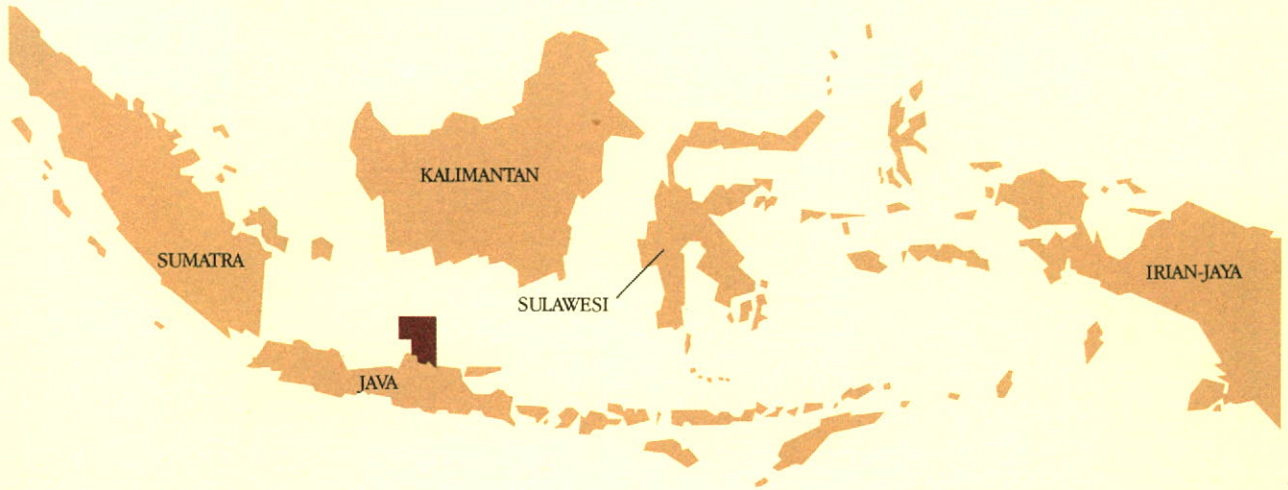 KALIMANTAN
SUMATRA
IRIAN-JAYA
SULAWESI
JAVA